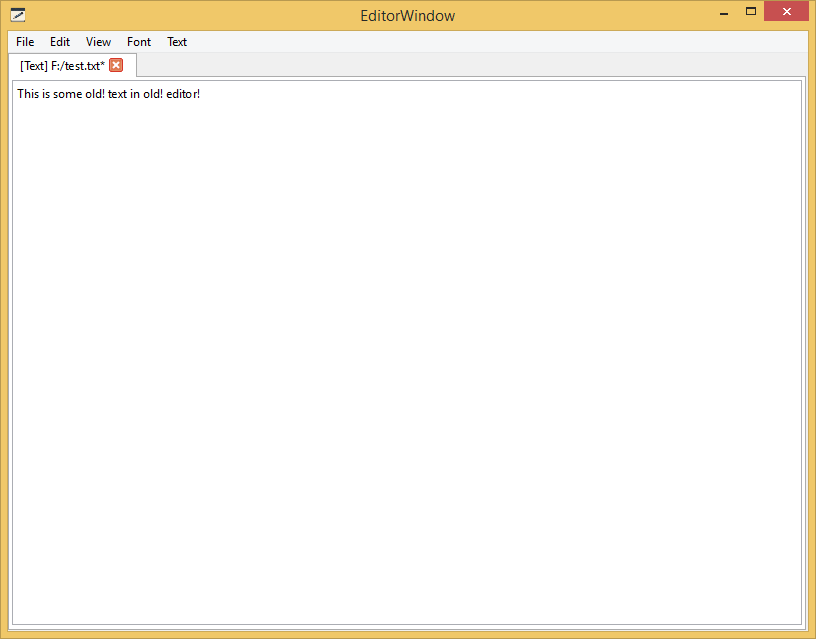 EditorWindow
File Edit View Font Text
[Text] F:/test.txt*
This is some old! text in old! editor!